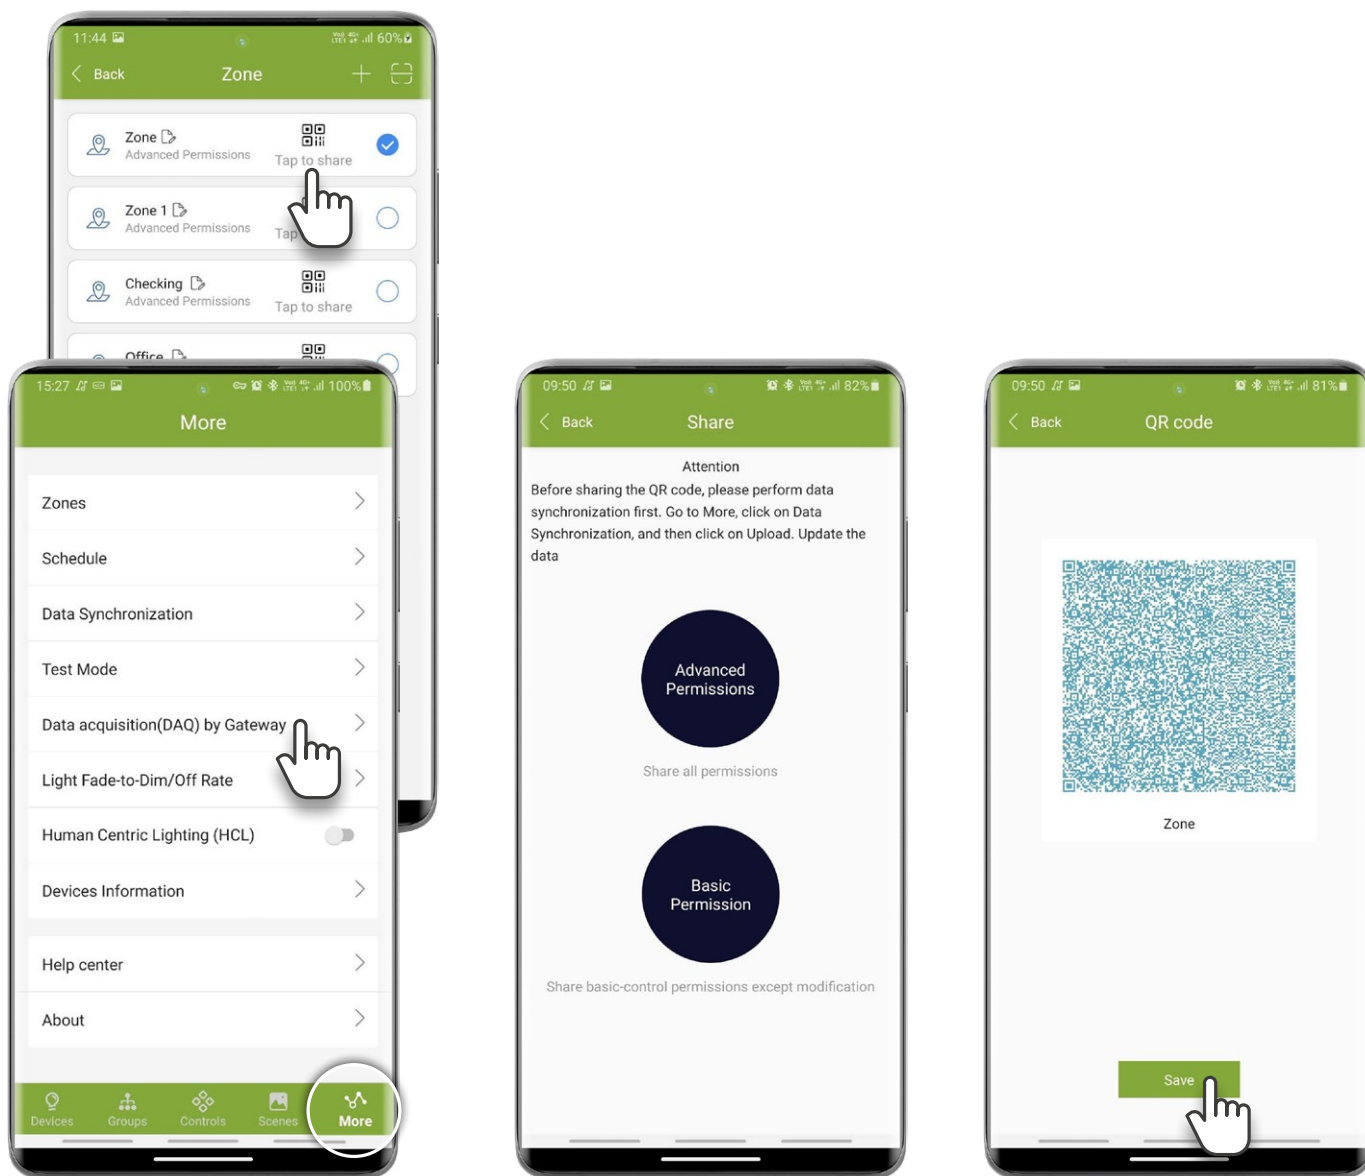 11:44 60%
Back Zone
Zone
Advanced Permissions
Tap to share
Zone 1
Advanced Permissions
Tap
Checking
Advanced Permissions
Tap to share
Office
15:27 VoB LTE1 4G+ 100%
More
Zones
Schedule
Data Synchronization
Test Mode
Data acquisition(DAQ) by Gateway
Light Fade-to-Dim/Off Rate
Human Centric Lighting (HCL)
Devices Information
Help center
About
Devices Groups Controls Scenes More
09:50 82%
Back Share
Attention
Before sharing the QR code, please perform data
synchronization first. Go to More, click on Data
Synchronization, and then click on Upload. Update the
data
Advanced
Permissions
Share all permissions
Basic
Permission
Share basic-control permissions except modification
09:50 81%
Back QR code
Zone
Save